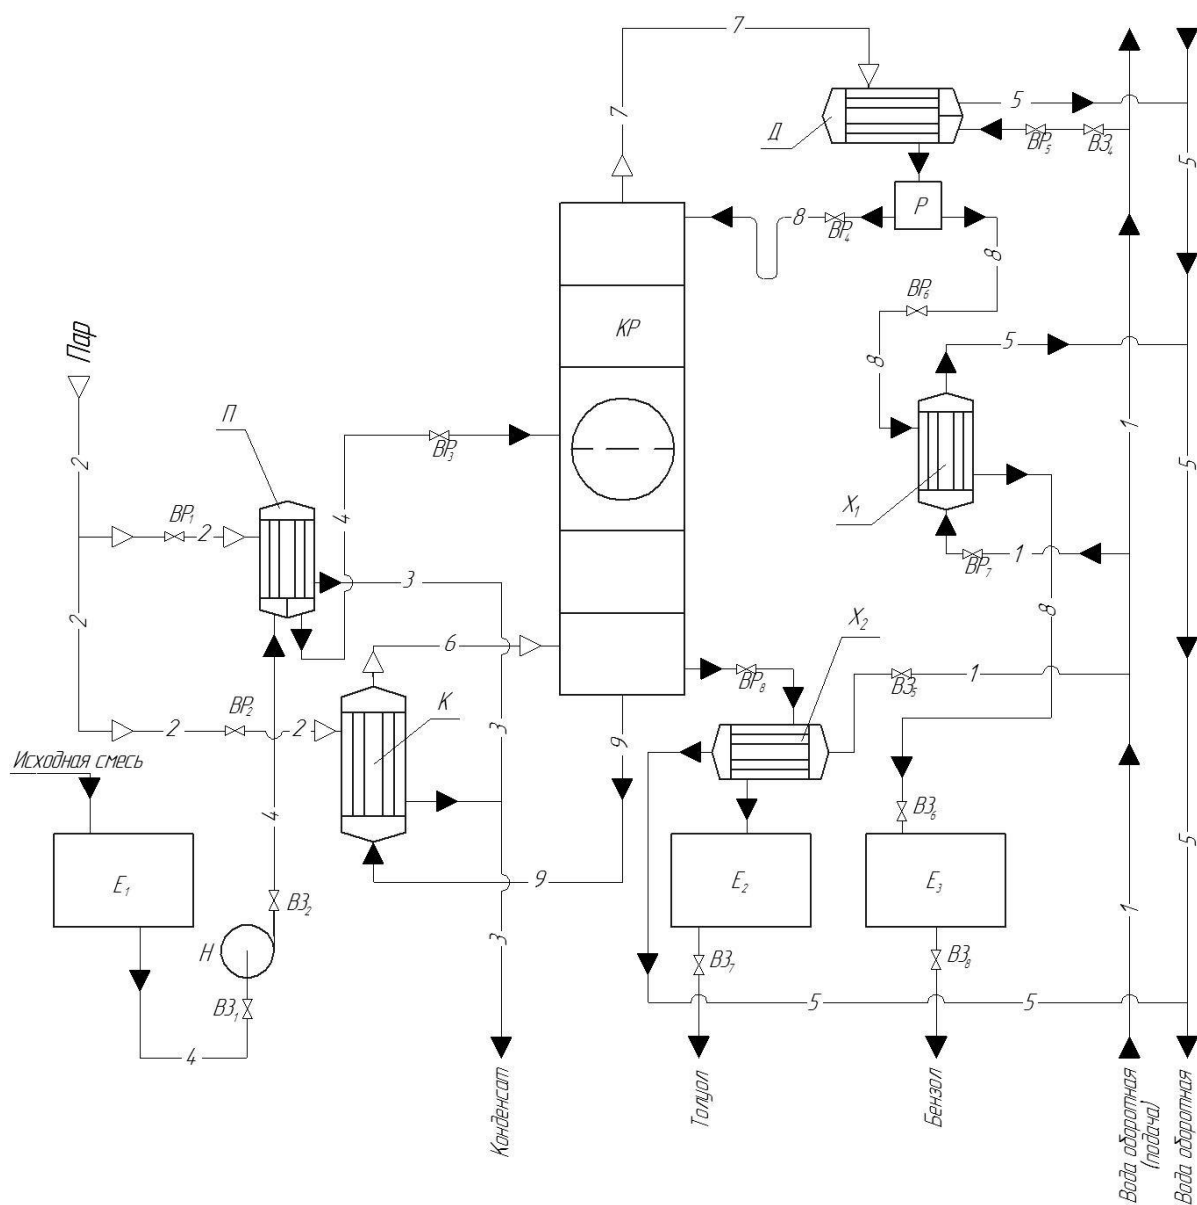 7
7
5
Д
ВР₅
ВЗ₄
5
Р
8
ВР₄
8
ВР₆
КР
Пар
5
8
1
5
П
2
ВР₃
4
Х₁
ВР₁
2
1
ВР₇
3
8
2
6
Х₂
5
ВР₈
1
ВЗ₅
К
ВР₂
2
2
3
9
Исходная смесь
4
ВЗ₆
5
Е₁
9
Е₂
Е₃
ВЗ₂
1
Н
3
ВЗ₇
ВЗ₈
ВЗ₁
5
5
4
Конденсат
Толуол
Бензол
Вода оборотная
(подача)
Вода оборотная